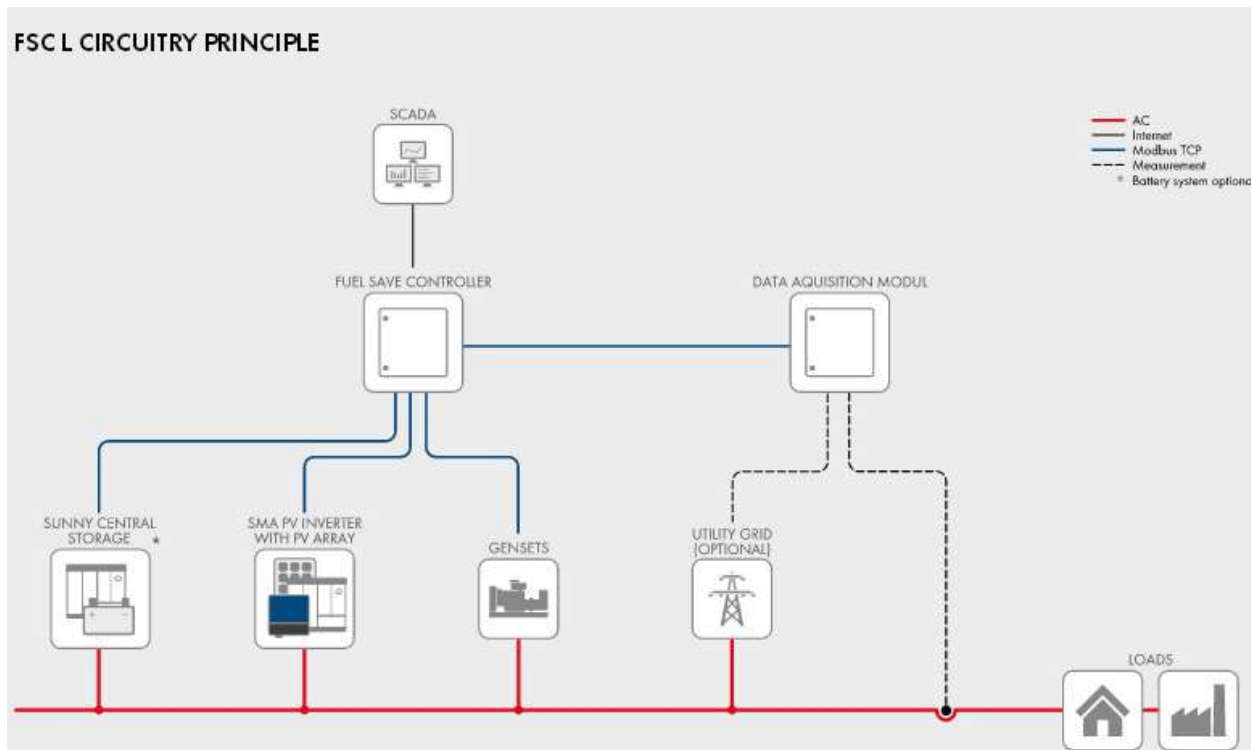 FSC L CIRCUITRY PRINCIPLE
SCADA
AC
Internet
Modbus TCP
Measurement
* Battery system optiona
FUEL SAVE CONTROLLER
DATA AQUISITION MODUL
SUNNY CENTRAL
STORAGE *
SMA PV INVERTER
WITH PV ARRAY
GENSETS
UTILITY GRID
(OPTIONAL)
LOADS